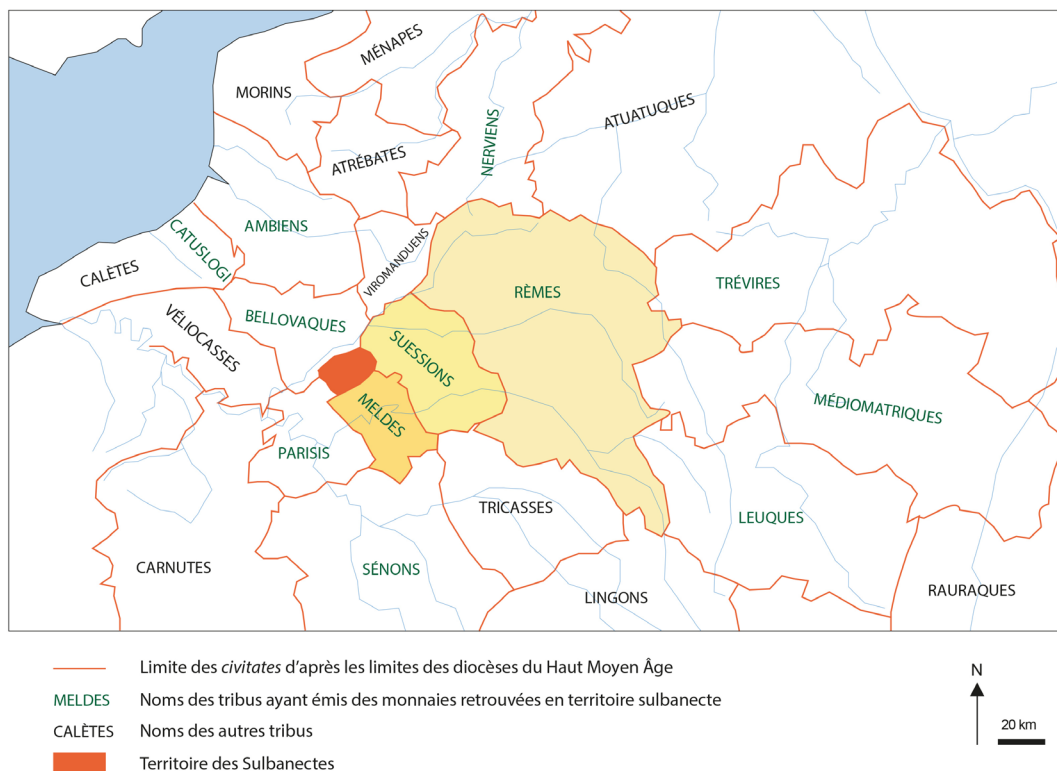 MÉNAPES
MORINS
ATUATUQUES
NERVIENS
ATRÉBATES
AMBIENS
CATUSLOGI
VIROMANDUENS
CALÈTES
TRÉVIRES
RÈMES
BELLOVAQUES
VÉLIOCASSES
SUESSIONS
MELDES
MÉDIOMATRIQUES
PARISIS
TRICASSES
LEUQUES
CARNUTES
SÉNONS
LINGONS
RAURAQUES
Limite des civitates d’après les limites des diocèses du Haut Moyen Âge
MELDES Noms des tribus ayant émis des monnaies retrouvées en territoire sulbanecte
CALÈTES Noms des autres tribus
Territoire des Sulbanectes
N
20 km